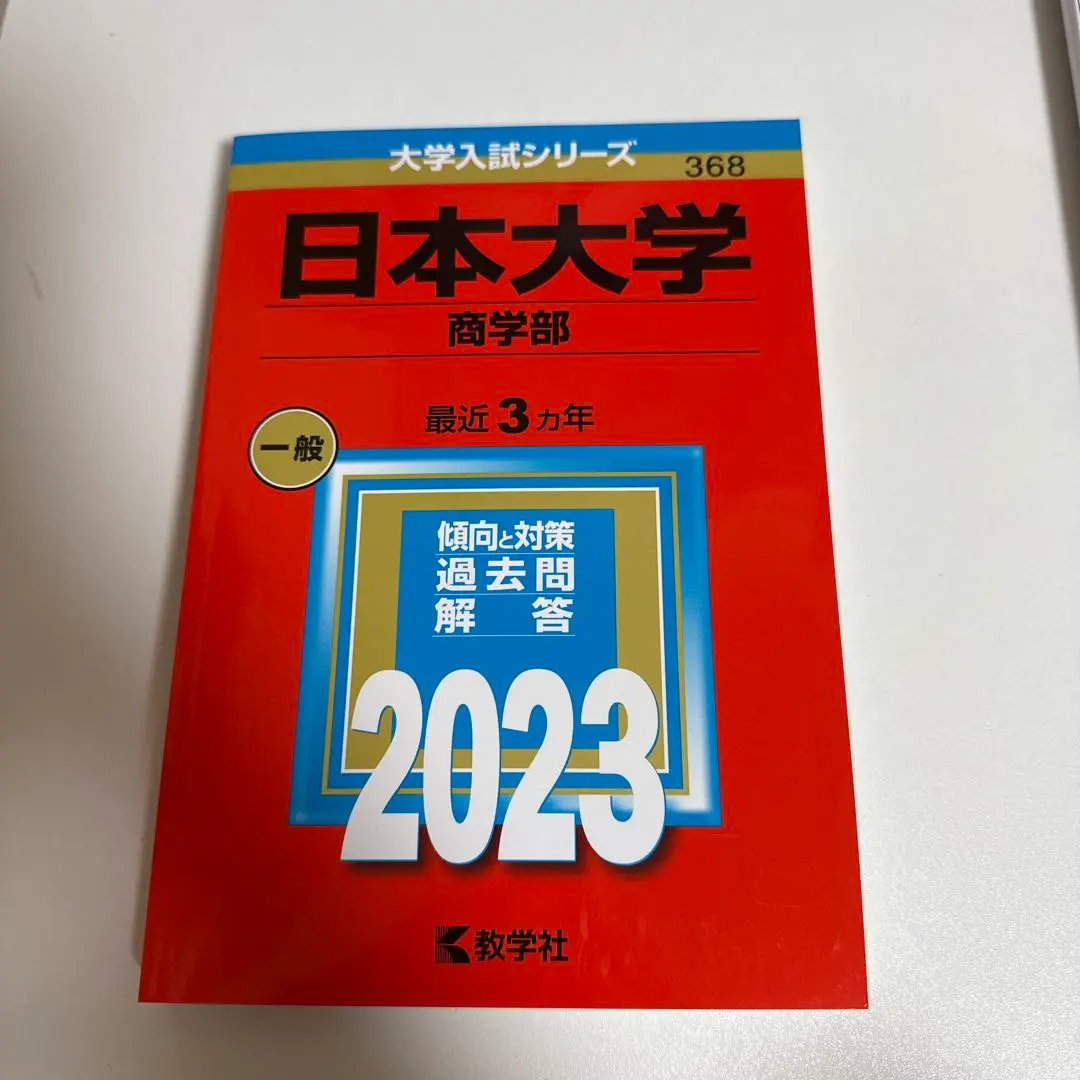 大学入試シリーズ
368
日本大学
商学部
最近3カ年
一般
傾向と対策
過去問
解答
2023
教学社